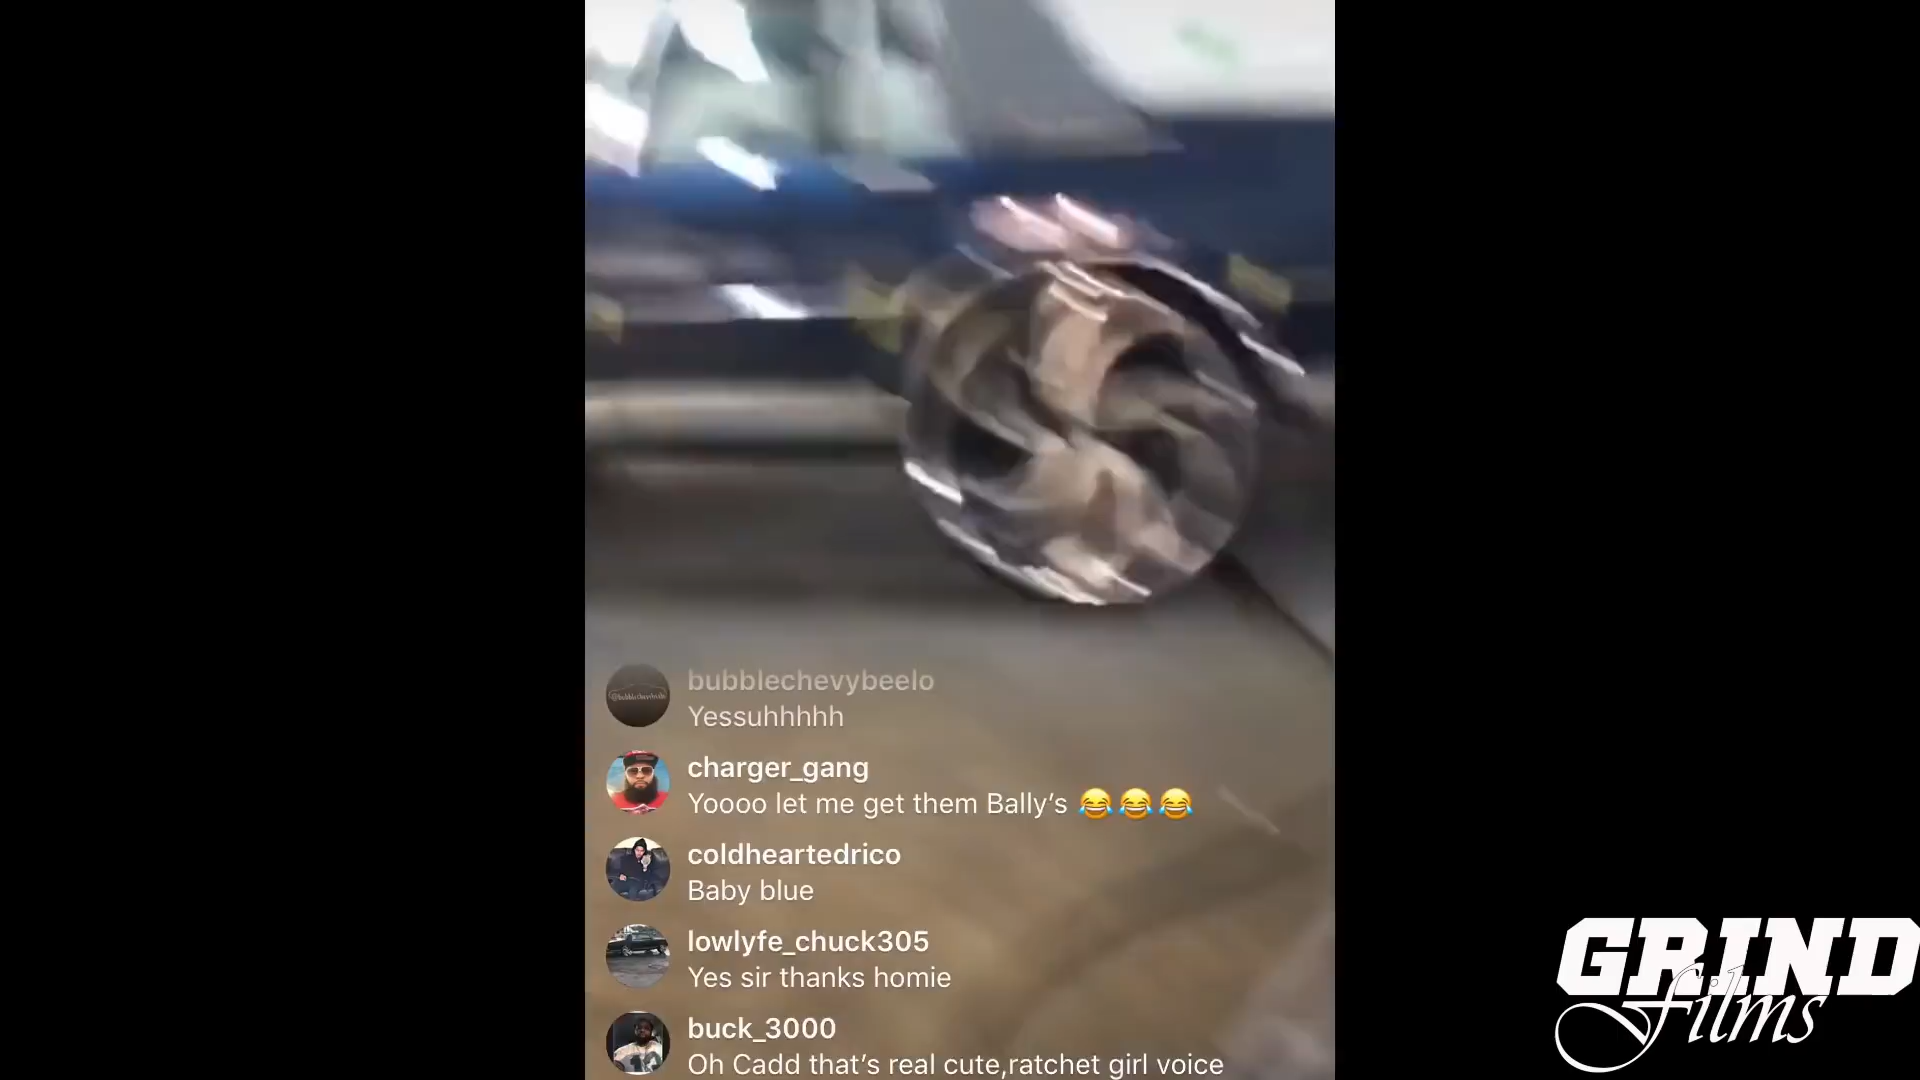 bubblechevybeelo
Yessuhhhhh
charger_gang
Yoooo let me get them Bally’s 😂😂😂
coldheartedrico
Baby blue
lowlyfe_chuck305
Yes sir thanks homie
buck_3000
Oh Cadd that’s real cute,ratchet girl voice
GRIND
films